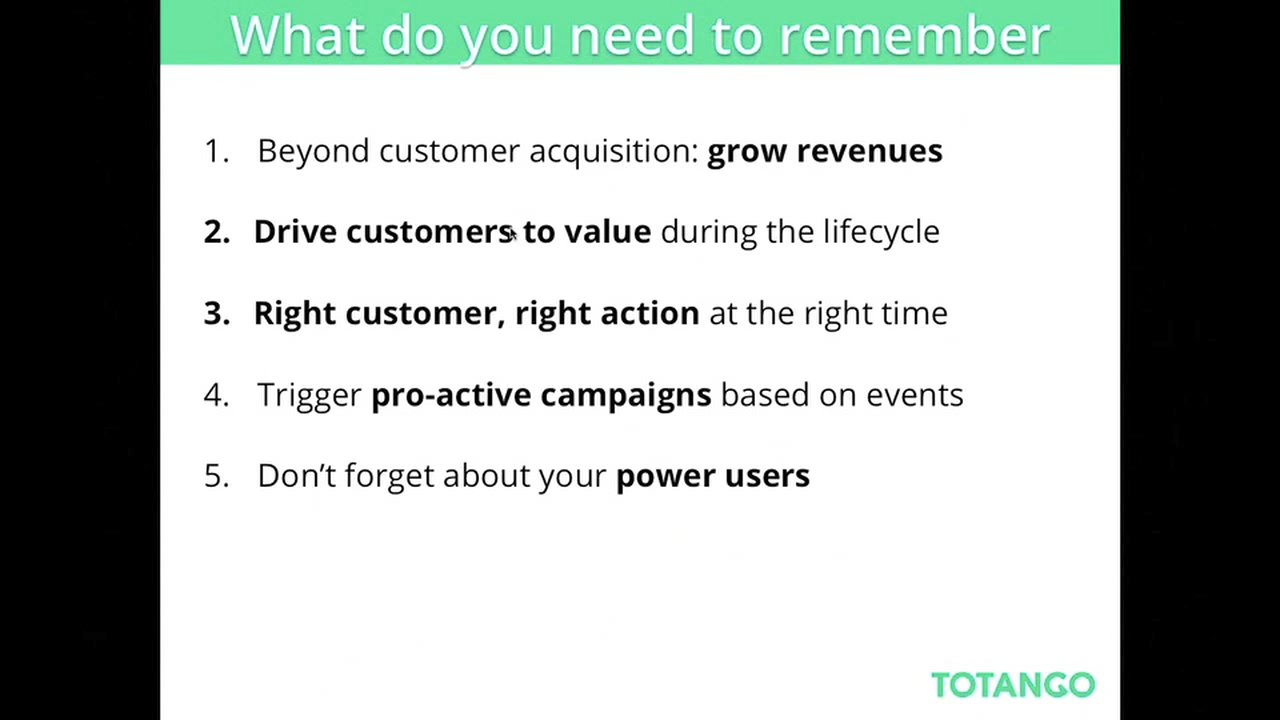 What do you need to remember
1. Beyond customer acquisition: grow revenues
2. Drive customers to value during the lifecycle
3. Right customer, right action at the right time
4. Trigger pro-active campaigns based on events
5. Don’t forget about your power users
TOTANGO